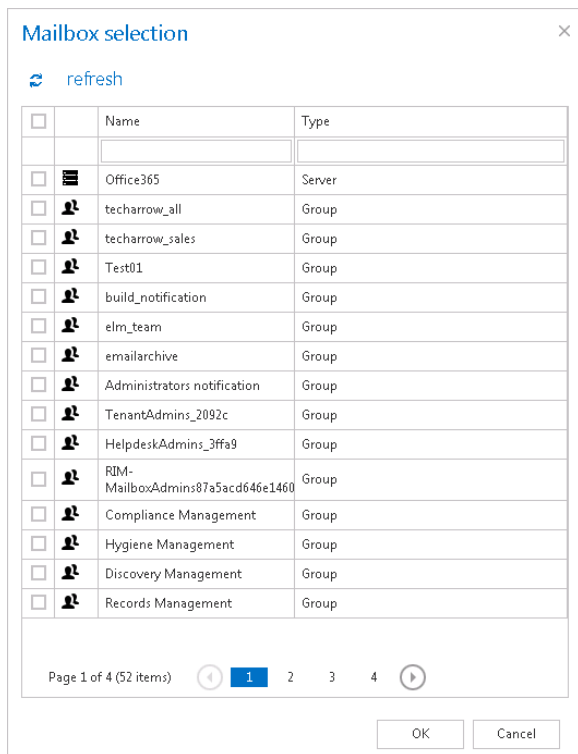 Mailbox selection
refresh
Name Type
Office365 Server
techarrow_all Group
techarrow_sales Group
Test01 Group
build_notification Group
elm_team Group
emailarchive Group
Administrators notification Group
TenantAdmins_2092c Group
HelpdeskAdmins_3ffa9 Group
RIM-
MailboxAdmins87a5acd646e1460 Group
Compliance Management Group
Hygiene Management Group
Discovery Management Group
Records Management Group
Page 1 of 4 (52 items) 1 2 3 4
OK Cancel